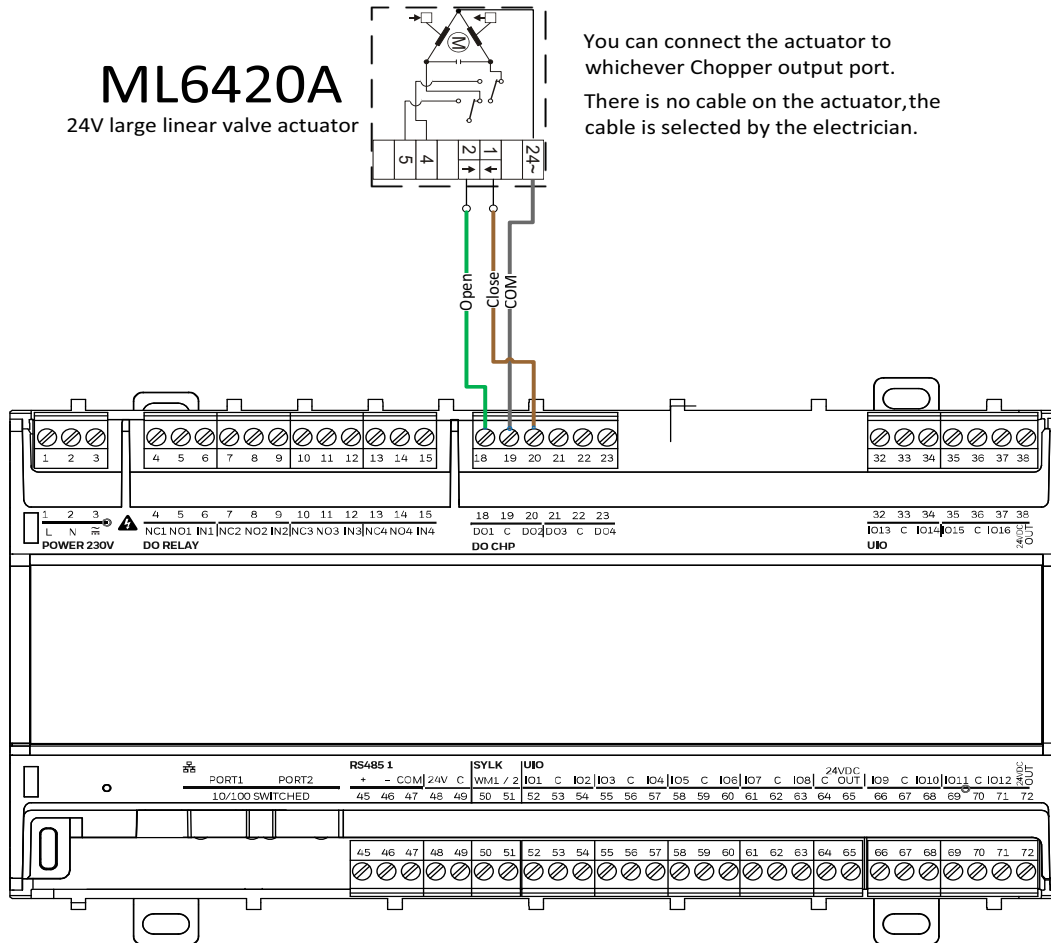 ML6420A
24V large linear valve actuator
You can connect the actuator to
whichever Chopper output port.
There is no cable on the actuator,the
cable is selected by the electrician.
M
5 4 2 1 24~
Open
Close
COM
1 2 3 4 5 6 7 8 9 10 11 12 13 14 15 18 19 20 21 22 23 32 33 34 35 36 37 38
1 2 3 4 5 6 7 8 9 10 11 12 13 14 15 18 19 20 21 22 23 32 33 34 35 36 37 38
L N NC1 NO1 IN1 NC2 NO2 IN2 NC3 NO3 IN3 NC4 NO4 IN4 DO1 C DO2 DO3 C DO4 IO13 C IO14 IO15 C IO16 24VDC OUT
POWER 230V DO RELAY DO CHP UIO
RS485 1 SYLK UIO
PORT1 PORT2 + - COM 24V C WM1 / 2 IO1 C IO2 IO3 C IO4 IO5 C IO6 IO7 C IO8 C 24VDC OUT IO9 C IO10 IO11 C IO12 24VDC OUT
10/100 SWITCHED 45 46 47 48 49 50 51 52 53 54 55 56 57 58 59 60 61 62 63 64 65 66 67 68 69 70 71 72
45 46 47 48 49 50 51 52 53 54 55 56 57 58 59 60 61 62 63 64 65 66 67 68 69 70 71 72